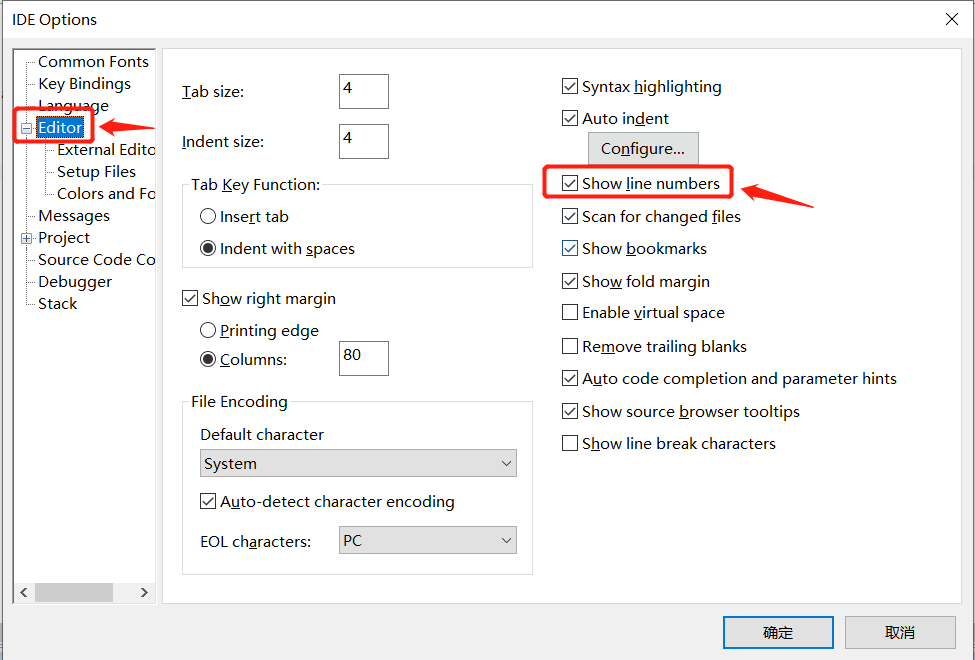 IDE Options
Common Fonts
Key Bindings
Language
Editor
External Edito
Setup Files
Colors and Fo
Messages
Project
Source Code Co
Debugger
Stack
Tab size:
4
Indent size:
4
Tab Key Function:
Insert tab
Indent with spaces
Show right margin
Printing edge
Columns:
80
File Encoding
Default character
System
Auto-detect character encoding
EOL characters:
PC
Syntax highlighting
Auto indent
Configure...
Show line numbers
Scan for changed files
Show bookmarks
Show fold margin
Enable virtual space
Remove trailing blanks
Auto code completion and parameter hints
Show source browser tooltips
Show line break characters
确定
取消